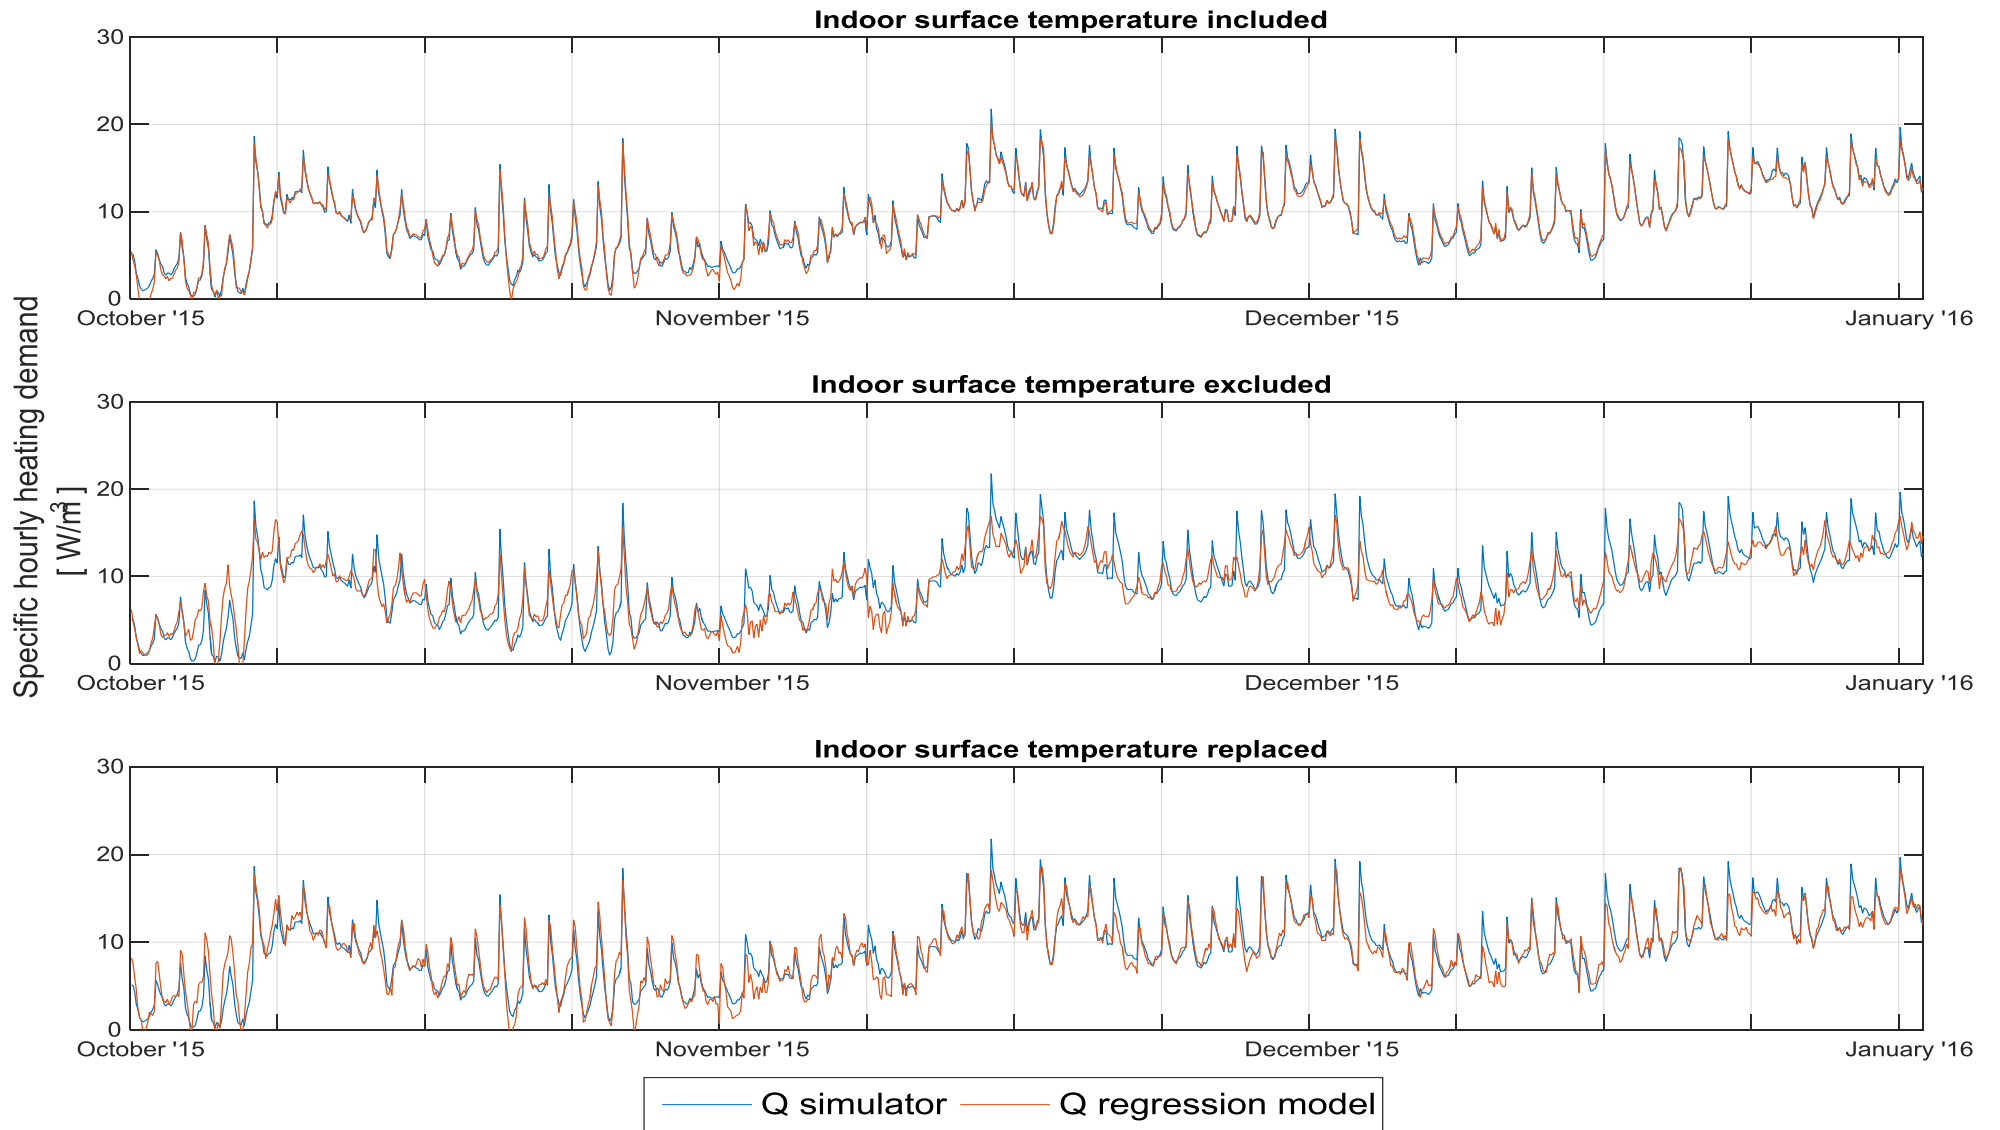 Indoor surface temperature included
30
20
10
0
October '15 November '15 December '15 January '16
Specific hourly heating demand
[ W/m3 ]
Indoor surface temperature excluded
30
20
10
0
October '15 November '15 December '15 January '16
Indoor surface temperature replaced
30
20
10
0
October '15 November '15 December '15 January '16
Q simulator Q regression model